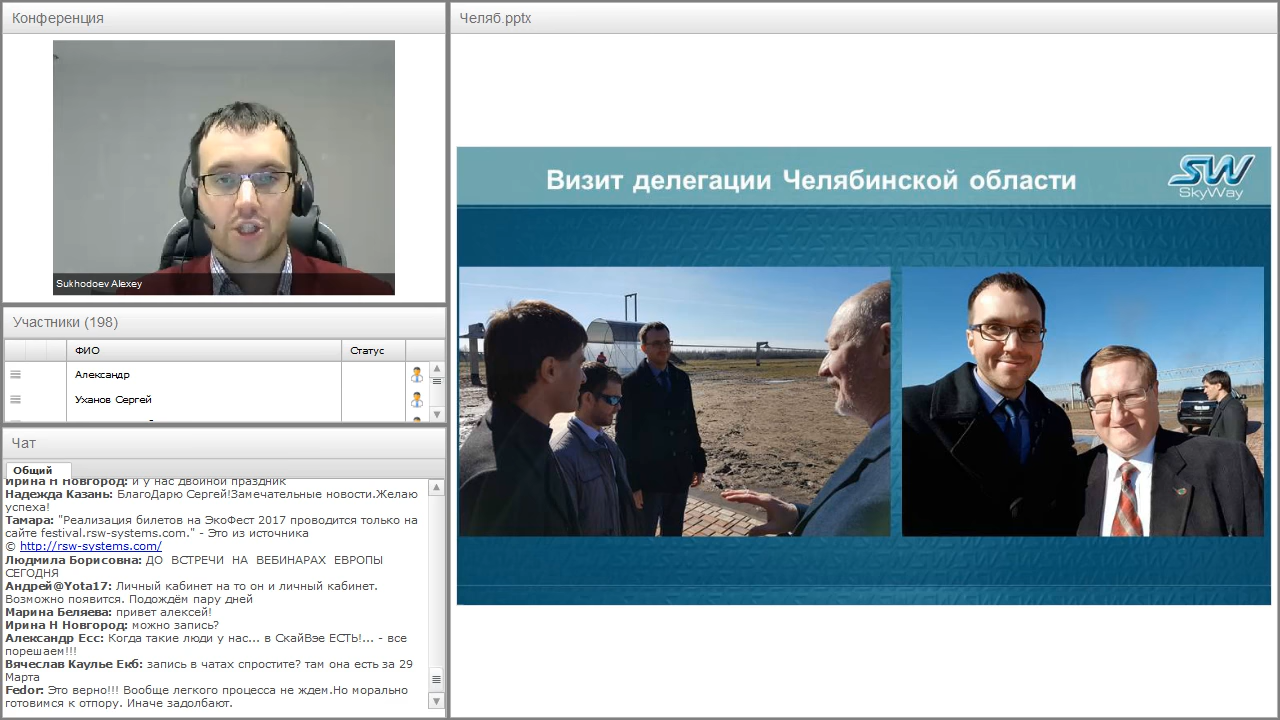 Конференция
Sukhodoev Alexey
Участники (198)
ФИО
Статус
Александр
Уханов Сергей
Чат
Общий
Ирина Н Новгород: и у нас двойной праздник
Надежда Казань: БлагоДарю Сергей!Замечательные новости.Желаю
успеха!
Тамара: "Реализация билетов на ЭкоФест 2017 проводится только на
сайте festival.rsw-systems.com." - Это из источника
© http://rsw-systems.com/
Людмила Борисовна: ДО ВСТРЕЧИ НА ВЕБИНАРАХ ЕВРОПЫ
СЕГОДНЯ
Андрей@Yota17: Личный кабинет на то он и личный кабинет.
Возможно появится. Подождём пару дней
Марина Беляева: привет алексей!
Ирина Н Новгород: можно запись?
Александр Есс: Когда такие люди у нас... в СкайВэе ЕСТЬ!... - все
порешаем!!!
Вячеслав Каулье Екб: запись в чатах спростите? там она есть за 29
Марта
Fedor: Это верно!!! Вообще легкого процесса не ждем.Но морально
готовимся к отпору. Иначе задолбают.
Челяб.pptx
Визит делегации Челябинской области
SW
SkyWay